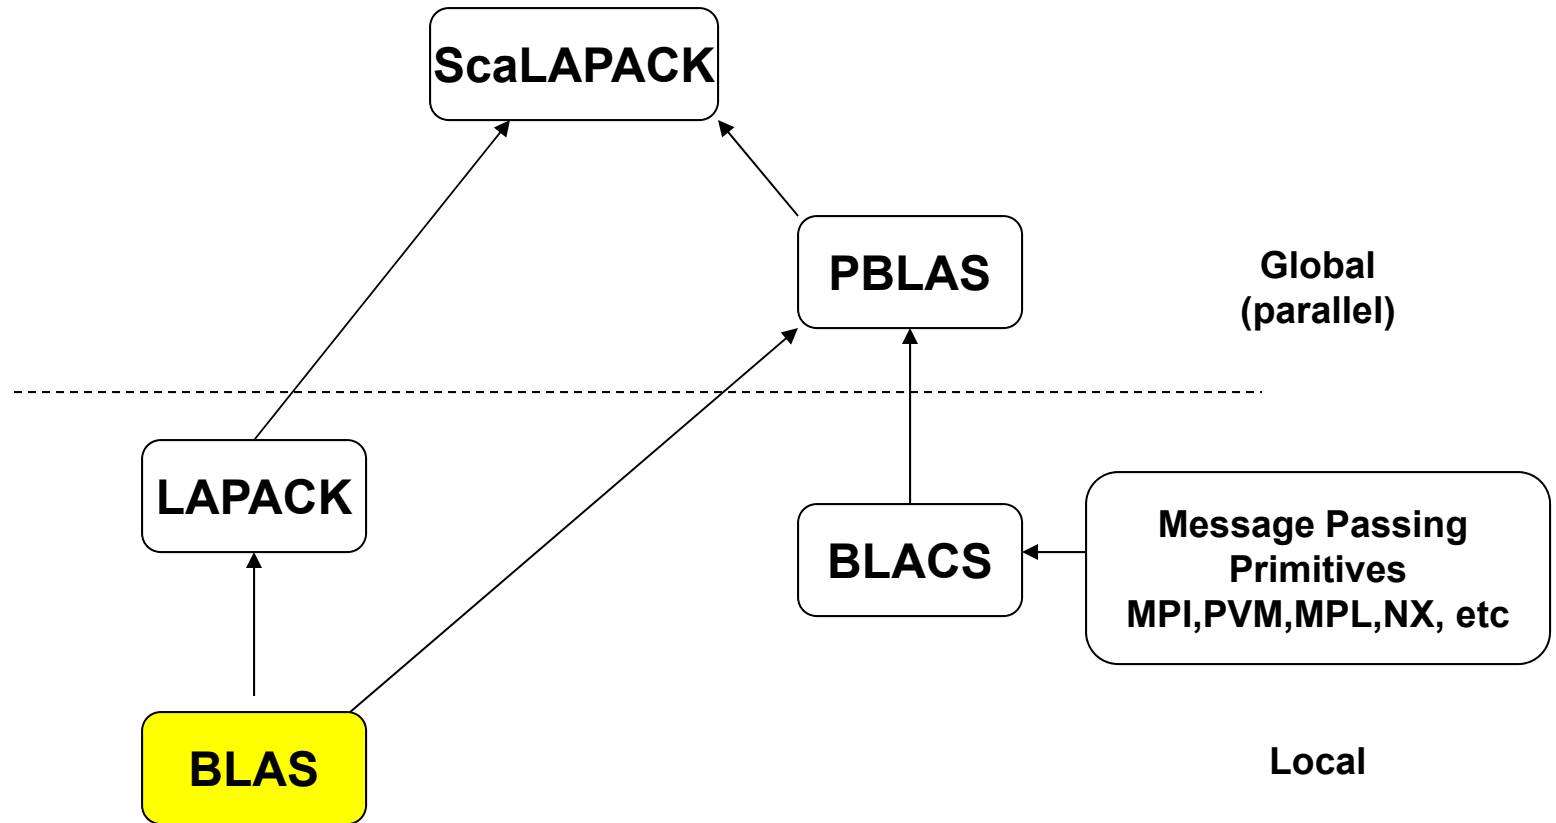 ScaLAPACK
PBLAS
Global
(parallel)
LAPACK
BLACS
Message Passing
Primitives
MPI,PVM,MPL,NX, etc
BLAS
Local